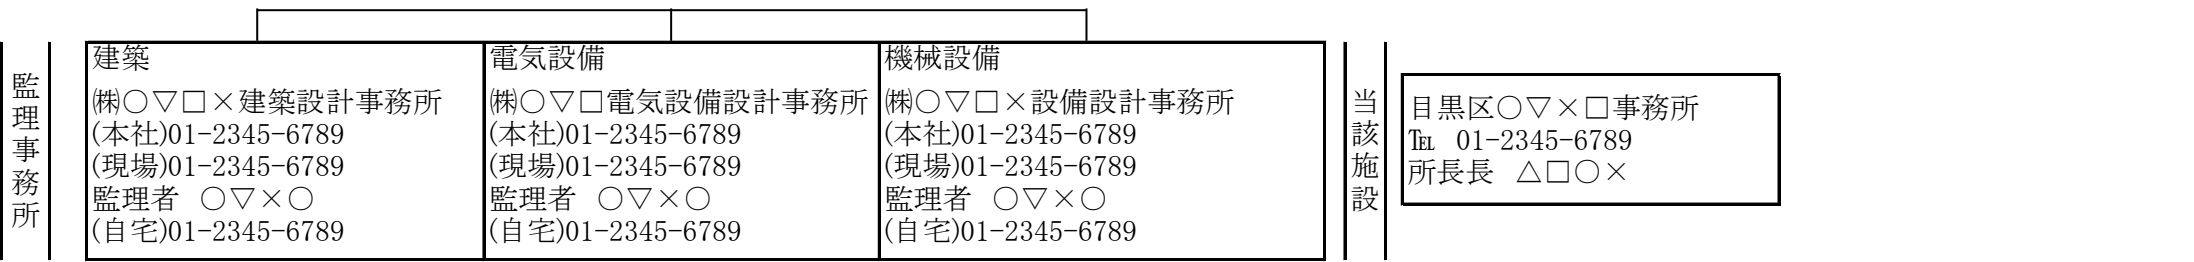 監理事務所
建築
㈱○▽□×建築設計事務所
(本社)01-2345-6789
(現場)01-2345-6789
監理者　○▽×○
(自宅)01-2345-6789
電気設備
㈱○▽□電気設備設計事務所
(本社)01-2345-6789
(現場)01-2345-6789
監理者　○▽×○
(自宅)01-2345-6789
機械設備
㈱○▽□×設備設計事務所
(本社)01-2345-6789
(現場)01-2345-6789
監理者　○▽×○
(自宅)01-2345-6789
当該施設
目黒区○▽×□事務所
℡　01-2345-6789
所長長　△□○×